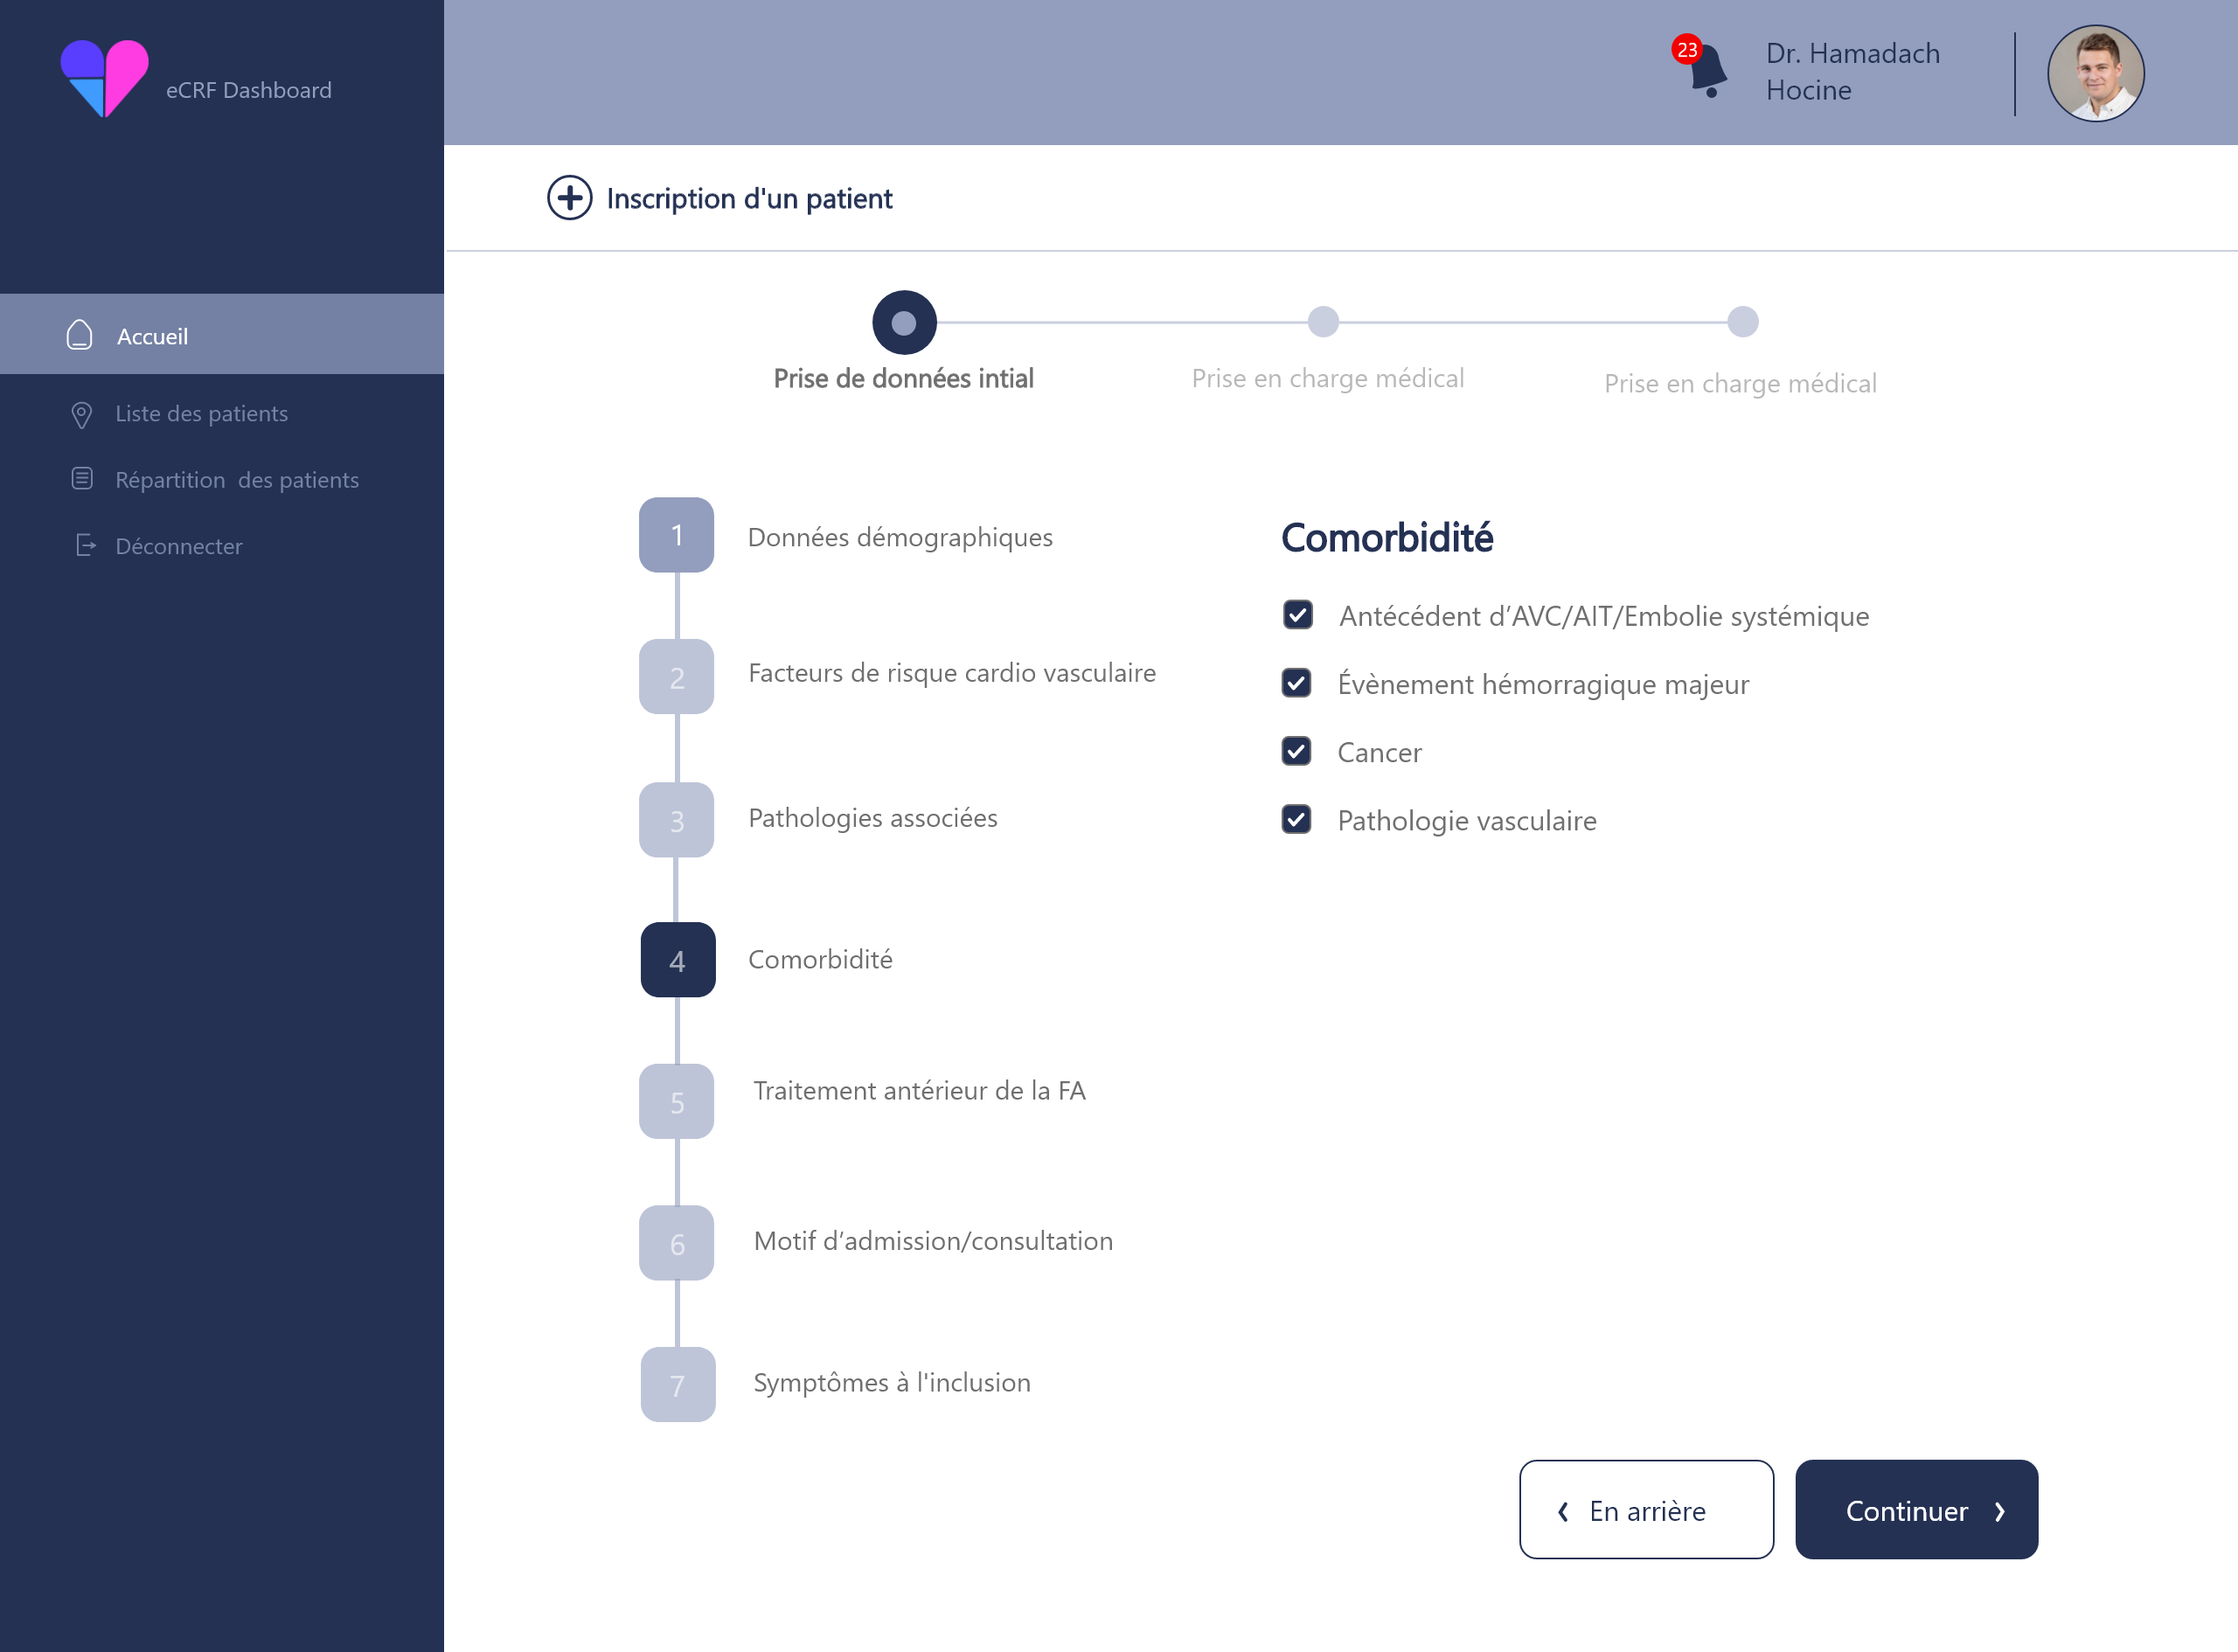 eCRF Dashboard
23
Dr. Hamadach
Hocine
Inscription d'un patient
Accueil
Liste des patients
Répartition  des patients
Déconnecter
Prise de données intial
Prise en charge médical
Prise en charge médical
1
Données démographiques
2
Facteurs de risque cardio vasculaire
3
Pathologies associées
4
Comorbidité
5
Traitement antérieur de la FA
6
Motif d’admission/consultation
7
Symptômes à l'inclusion
Comorbidité
Antécédent d’AVC/AIT/Embolie systémique
Évènement hémorragique majeur
Cancer
Pathologie vasculaire
En arrière
Continuer